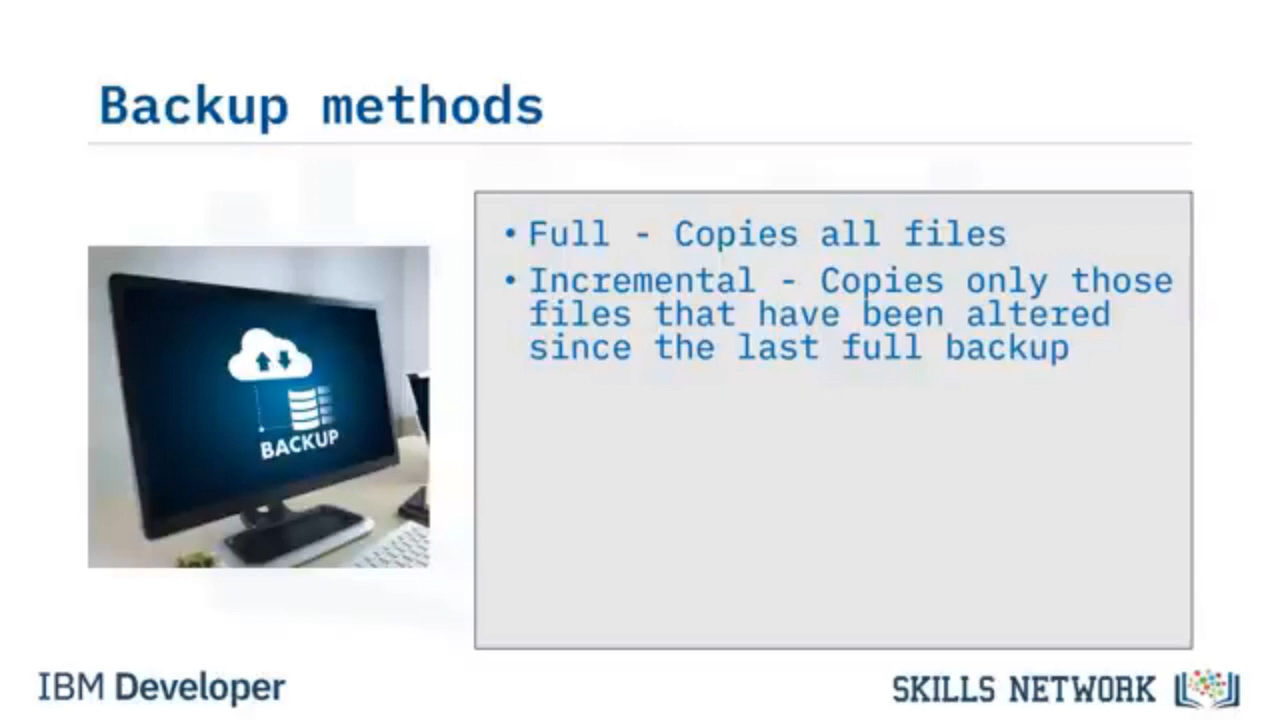 Backup methods
• Full - Copies all files
• Incremental - Copies only those
files that have been altered
since the last full backup
BACKUP
IBM Developer
SKILLS NETWORK